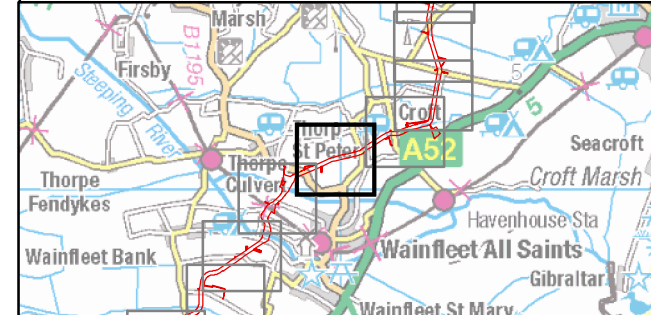 Marsh
B1195
Firsby
Steeping
River
5
5
Croft
Thorpe
St Peter
A52
Seacroft
Thorpe
Culvert
Croft Marsh
Thorpe
Fendykes
Havenhouse Sta
Wainfleet Bank
Wainfleet All Saints
Gibraltar
Wainfleet St Mary